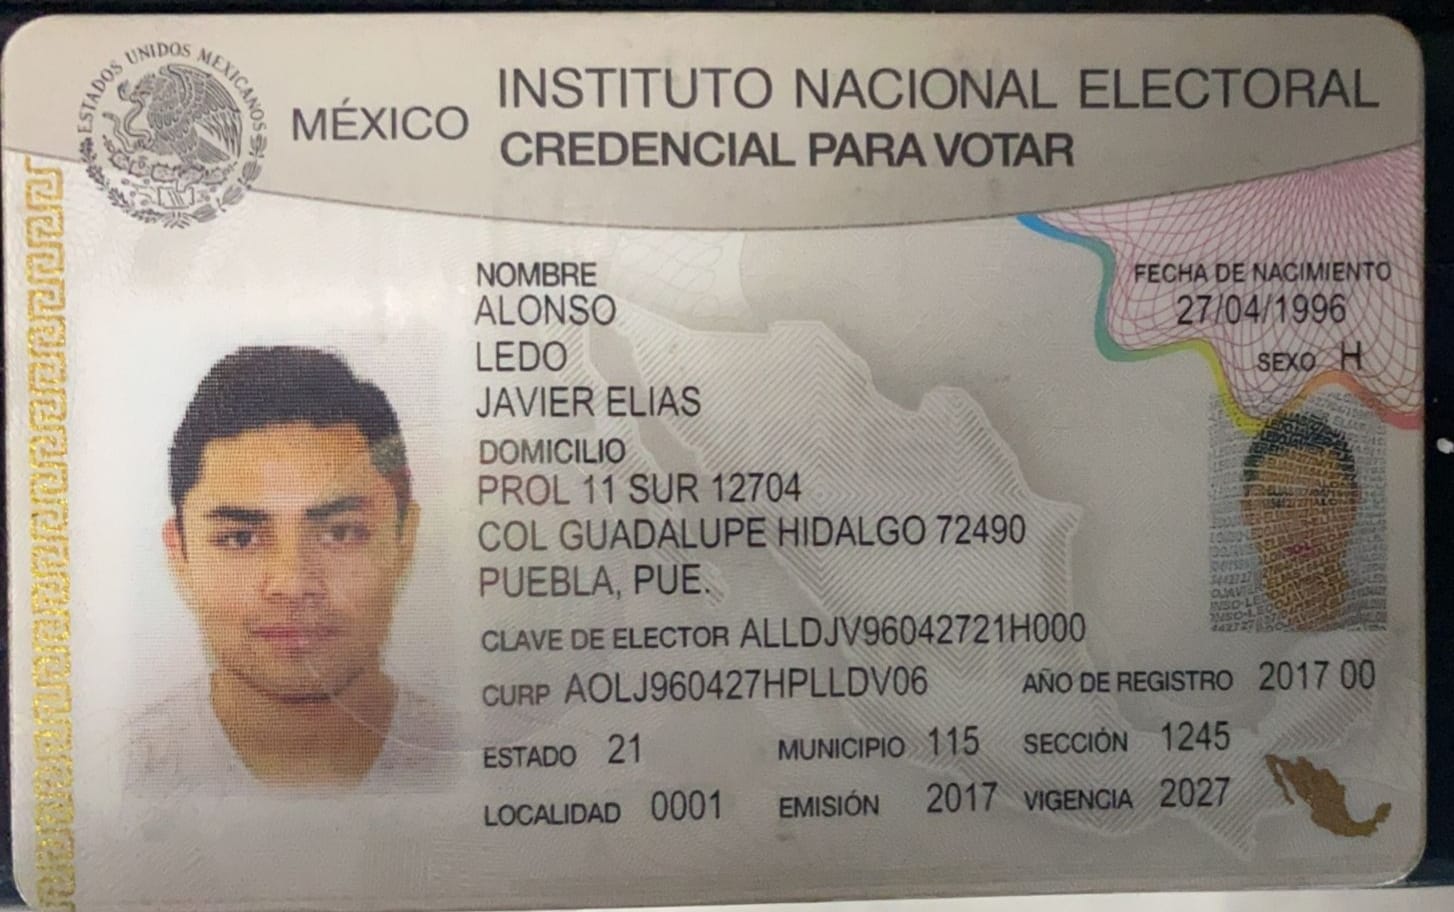 ESTADOS UNIDOS MEXICANOS
MÉXICO
INSTITUTO NACIONAL ELECTORAL
CREDENCIAL PARA VOTAR
NOMBRE
ALONSO
LEDO
JAVIER ELIAS
FECHA DE NACIMIENTO
27/04/1996
SEXO H
DOMICILIO
PROL 11 SUR 12704
COL GUADALUPE HIDALGO 72490
PUEBLA, PUE.
CLAVE DE ELECTOR ALLDJV96042721H000
CURP AOLJ960427HPLLDV06 AÑO DE REGISTRO 2017 00
ESTADO 21 MUNICIPIO 115 SECCIÓN 1245
LOCALIDAD 0001 EMISIÓN 2017 VIGENCIA 2027